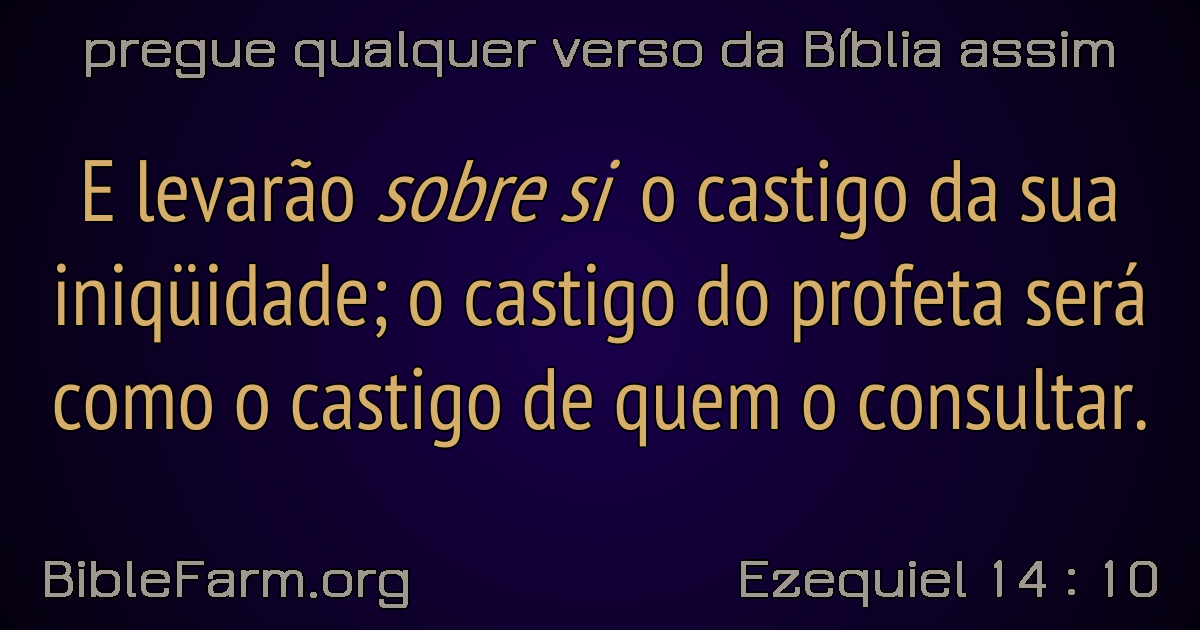 pregue qualquer verso da Bíblia assim
E levarão sobre si o castigo da sua
iniqüidade; o castigo do profeta será
como o castigo de quem o consultar.
BibleFarm.org
Ezequiel 14 : 10